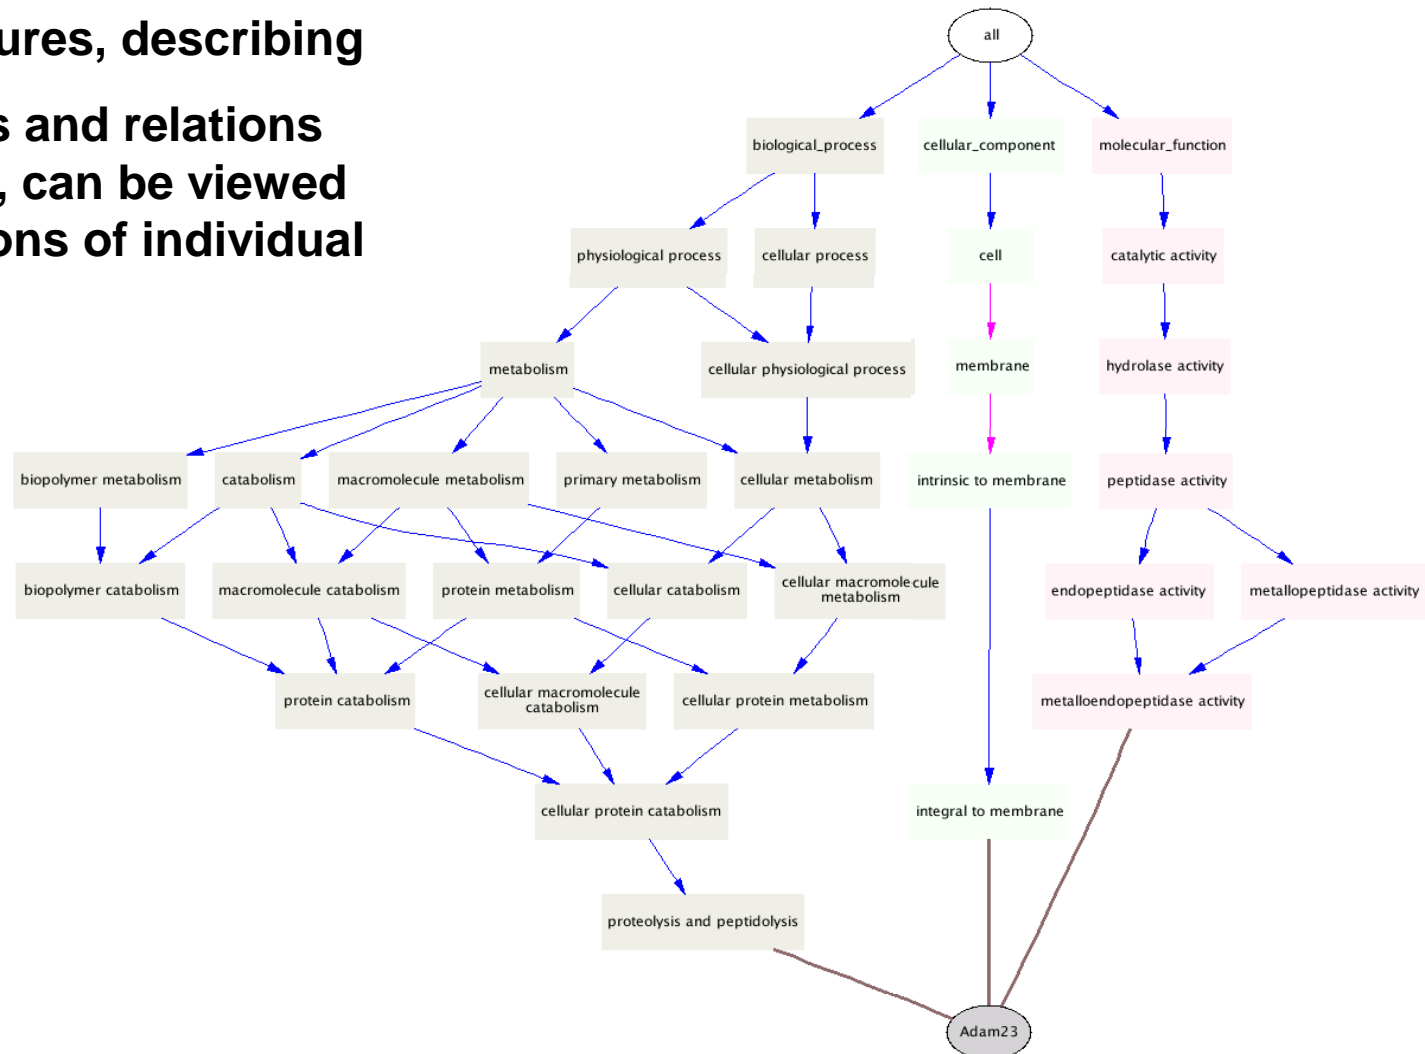 ures, describing
s and relations
, can be viewed
ons of individual
all
biological_process
cellular_component
molecular_function
physiological process
cellular process
cell
catalytic activity
metabolism
cellular physiological process
membrane
hydrolase activity
biopolymer metabolism
catabolism
macromolecule metabolism
primary metabolism
cellular metabolism
intrinsic to membrane
peptidase activity
biopolymer catabolism
macromolecule catabolism
protein metabolism
cellular catabolism
cellular macromolecule
metabolism
endopeptidase activity
metallopeptidase activity
protein catabolism
cellular macromolecule
catabolism
cellular protein metabolism
metalloendopeptidase activity
cellular protein catabolism
integral to membrane
proteolysis and peptidolysis
Adam23